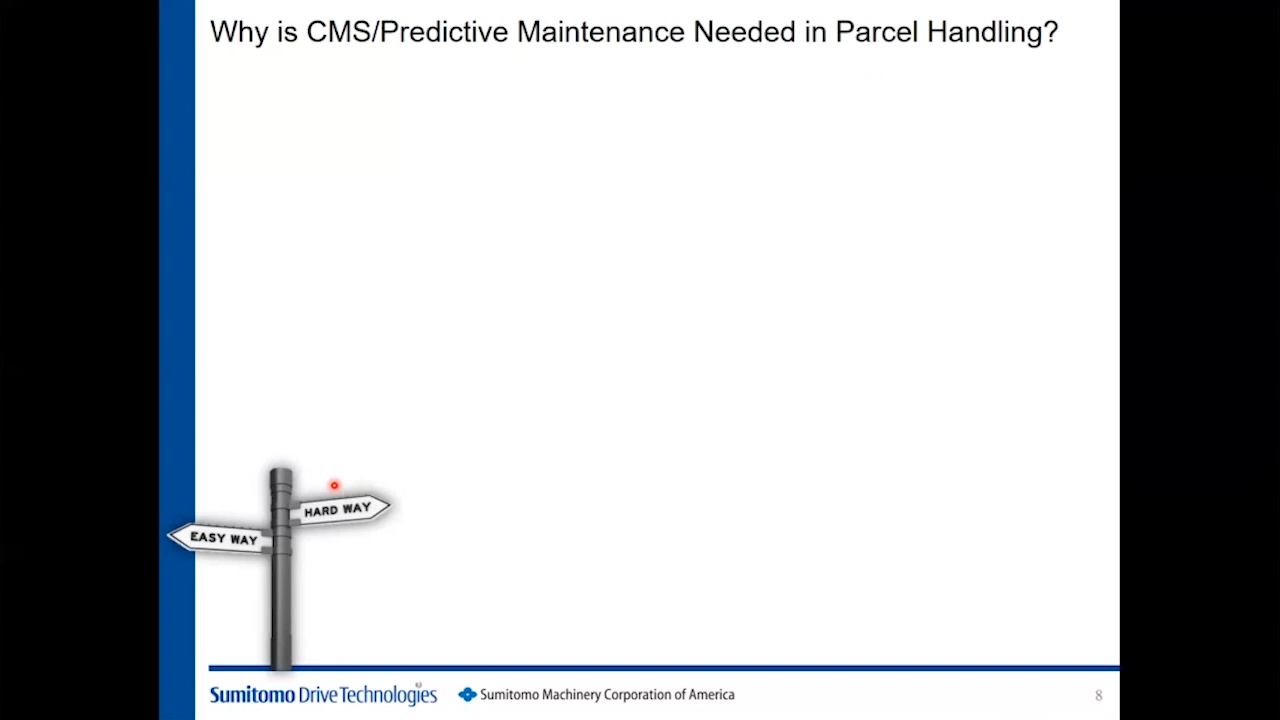 Why is CMS/Predictive Maintenance Needed in Parcel Handling?
HARD WAY
EASY WAY
Sumitomo Drive Technologies
Sumitomo Machinery Corporation of America
8